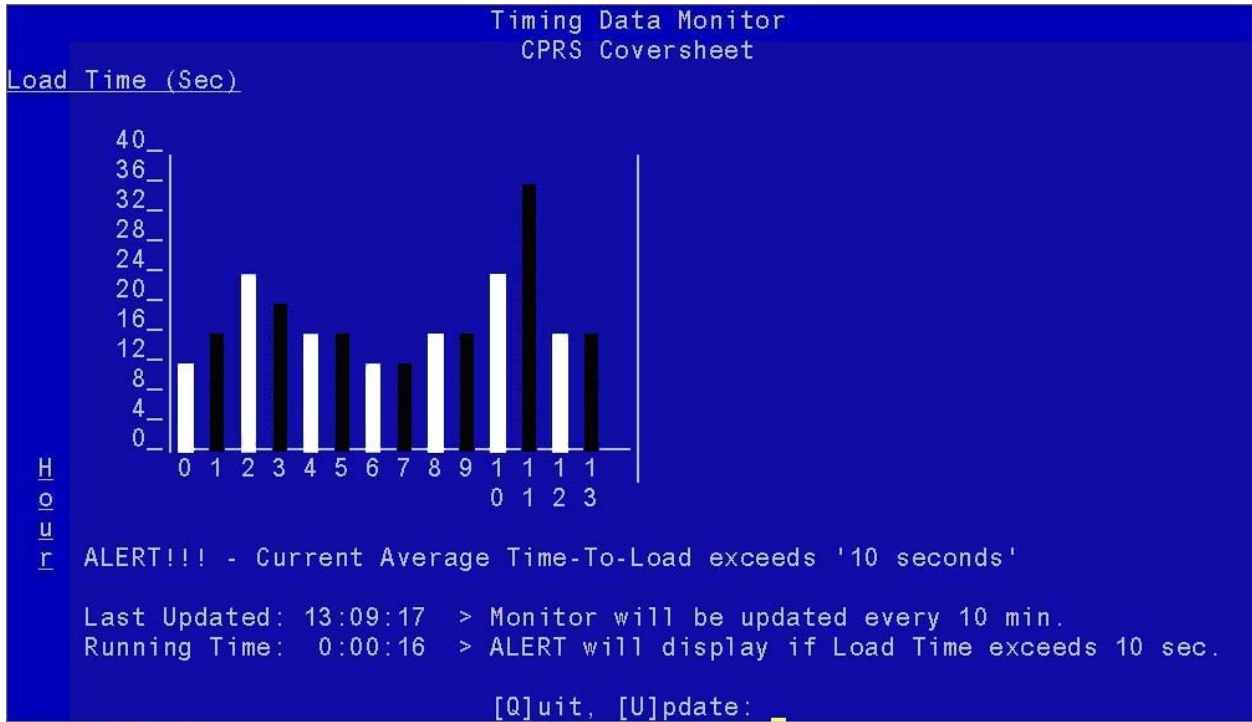 Timing Data Monitor
CPRS Coversheet
Load Time (Sec)
40_
36_
32_
28_
24_
20_
16_
12_
8_
4_
0_
0 1 2 3 4 5 6 7 8 9 1 1 1 1
0 1 2 3
Hour
ALERT!!! - Current Average Time-To-Load exceeds '10 seconds'
Last Updated: 13:09:17 > Monitor will be updated every 10 min.
Running Time: 0:00:16 > ALERT will display if Load Time exceeds 10 sec.
[Q]uit, [U]pdate: _